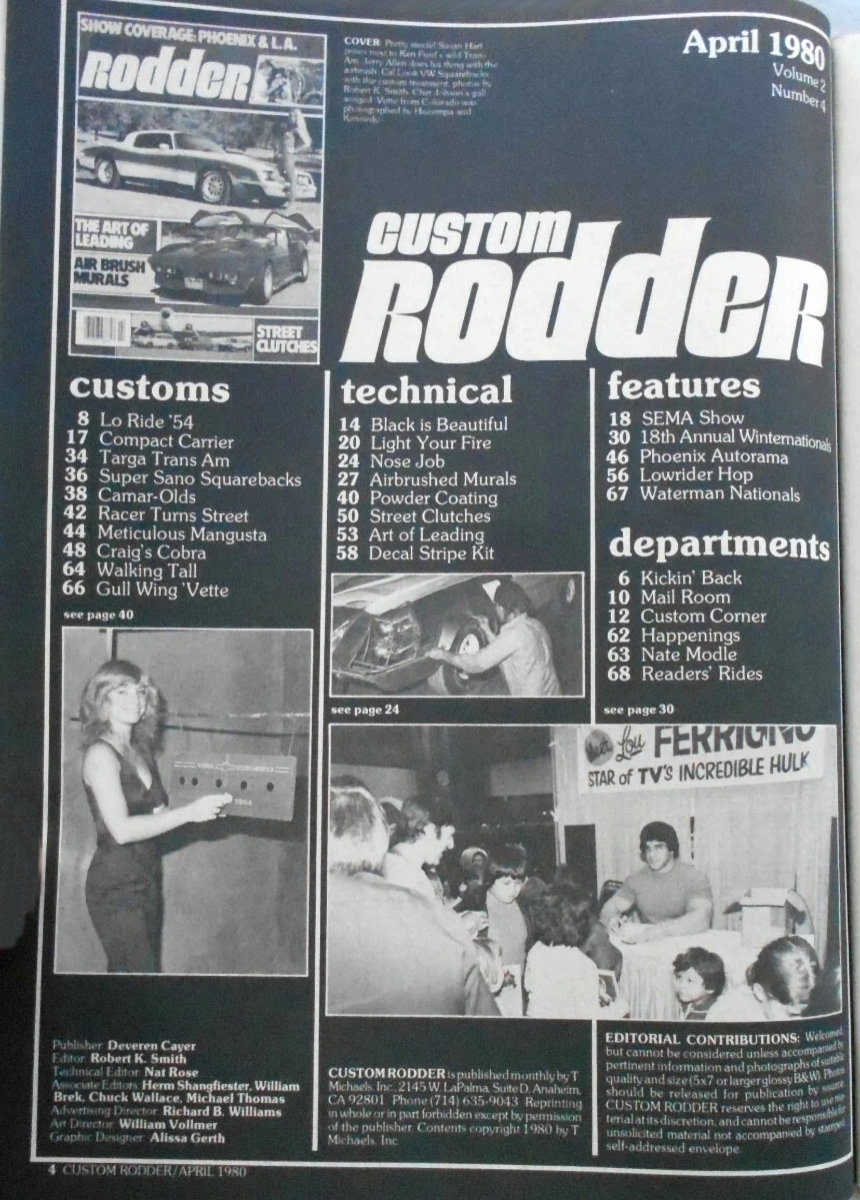 SHOW COVERAGE: PHOENIX & L.A.
Rodder
THE ART OF
LEADING
AIR BRUSH
MURALS
STREET
CLUTCHES
COVER: Pretty model Susan Hart
poses next to Ken Ford's wild Trans
Am. Jerry Allen does his thing with the
airbrush. Cal Look VW Squarebacks
with the custom treatment, photos by
Robert K. Smith. Chet
winged 'Vette from Colorado was
photographed by
Kennedy.
April 1980
Volume 2
Number 4
CUSTOM
RODDER
customs
8 Lo Ride '54
17 Compact Carrier
34 Targa Trans Am
36 Super Sano Squarebacks
38 Camar-Olds
42 Racer Turns Street
44 Meticulous Mangusta
48 Craig's Cobra
64 Walking Tall
66 Gull Wing 'Vette
see page 40
technical
14 Black is Beautiful
20 Light Your Fire
24 Nose Job
27 Airbrushed Murals
40 Powder Coating
50 Street Clutches
53 Art of Leading
58 Decal Stripe Kit
see page 24
features
18 SEMA Show
30 18th Annual Winternationals
46 Phoenix Autorama
56 Lowrider Hop
67 Waterman Nationals
departments
6 Kickin' Back
10 Mail Room
12 Custom Corner
62 Happenings
63 Nate Modle
68 Readers' Rides
see page 30
Meet Lou FERRIGNO
STAR of TV'S INCREDIBLE HULK
Publisher Deveren Cayer
Editor Robert K. Smith
Technical Editor Nat Rose
Associate Editors Herm Shangfiester, William
Brek, Chuck Wallace, Michael Thomas
Advertising Director Richard B. Williams
Art Director William Vollmer
Graphic Designer Alissa Gerth
CUSTOM RODDER is published monthly by T
Michaels, Inc., 2145 W. LaPalma, Suite D, Anaheim,
CA 92801. Phone (714) 635-9043. Reprinting
in whole or in part forbidden except by permission
of the publisher. Contents copyright 1980 by T
Michaels, Inc.
EDITORIAL CONTRIBUTIONS: Welcomed,
but cannot be considered unless accompanied by
pertinent information and photographs of suitable
quality and size (5x7 or larger glossy B&W). Photos
should be released for publication by source.
CUSTOM RODDER reserves the right to use ma-
terial at its discretion, and cannot be responsible for
unsolicited material not accompanied by stamped
self-addressed envelope.
4 CUSTOM RODDER/APRIL 1980